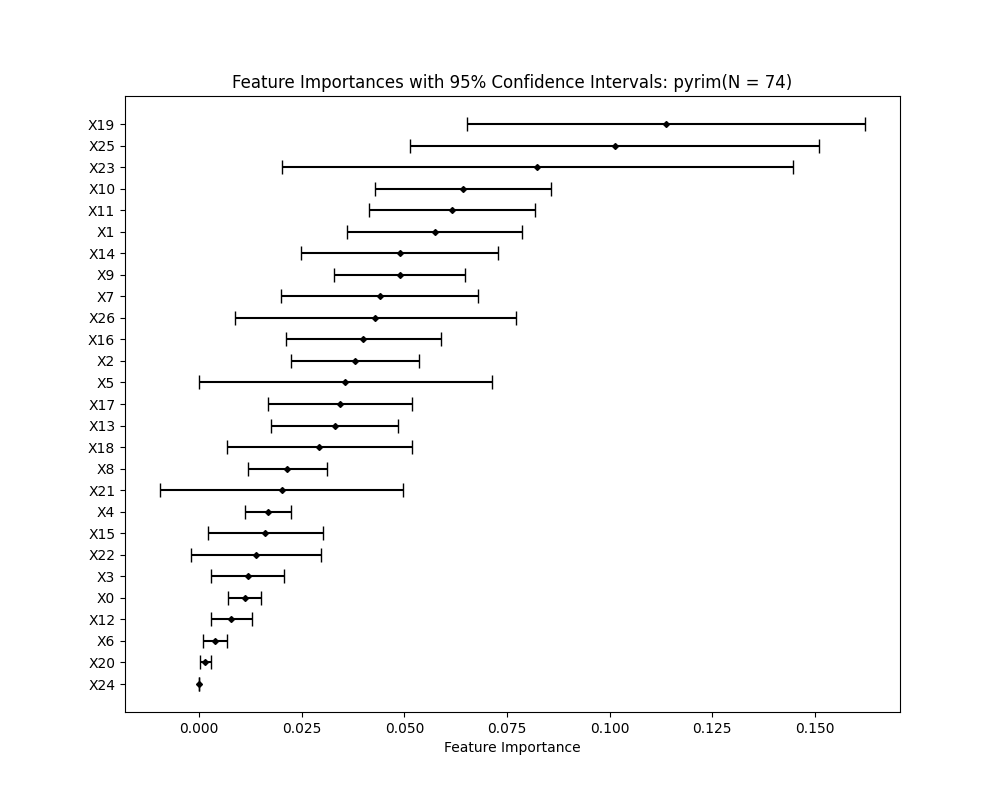 Feature Importances with 95% Confidence Intervals: pyrim(N = 74)
X19
X25
X23
X10
X11
X1
X14
X9
X7
X26
X16
X2
X5
X17
X13
X18
X8
X21
X4
X15
X22
X3
X0
X12
X6
X20
X24
0.000 0.025 0.050 0.075 0.100 0.125 0.150
Feature Importance